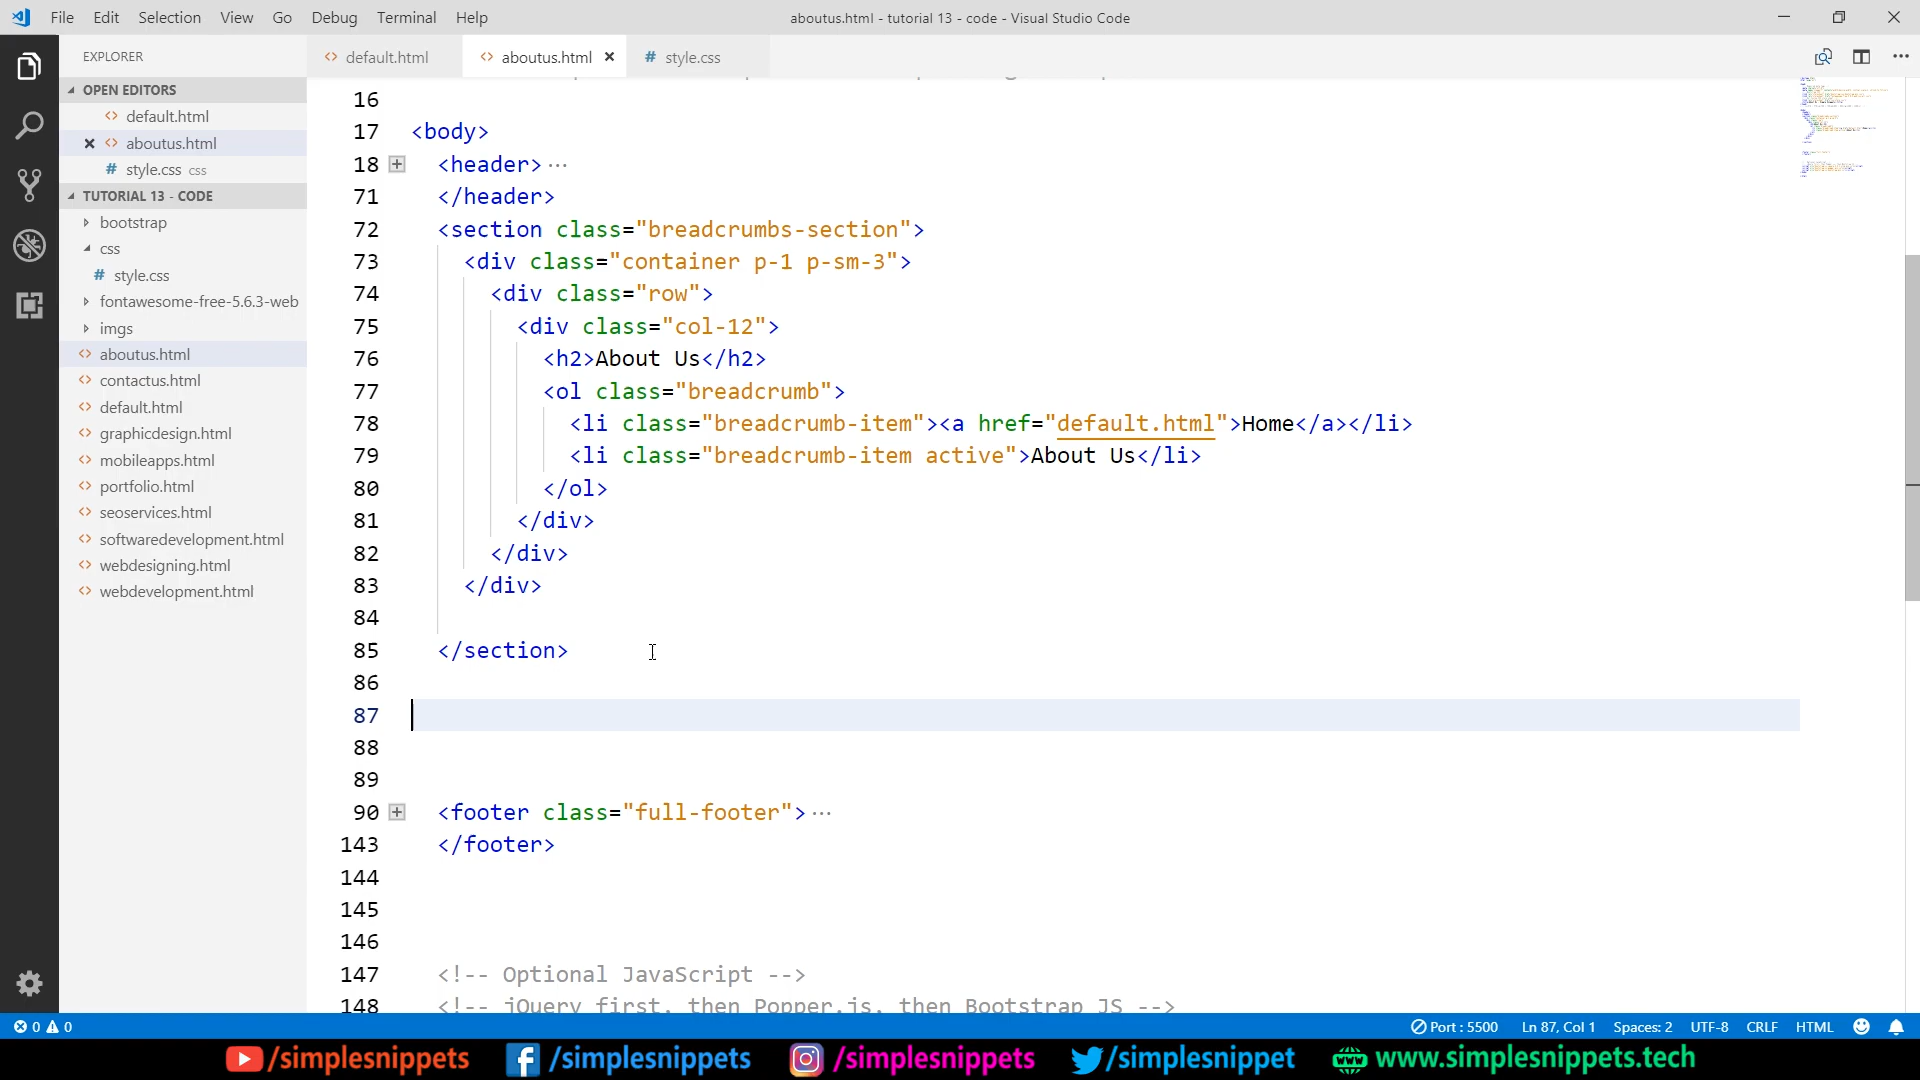 File Edit Selection View Go Debug Terminal Help
aboutus.html - tutorial 13 - code - Visual Studio Code
EXPLORER
OPEN EDITORS
default.html
aboutus.html
style.css css
TUTORIAL 13 - CODE
bootstrap
css
style.css
fontawesome-free-5.6.3-web
imgs
aboutus.html
contactus.html
default.html
graphicdesign.html
mobileapps.html
portfolio.html
seoservices.html
softwaredevelopment.html
webdesigning.html
webdevelopment.html
default.html aboutus.html style.css
16
17 <body>
18 <header>...
71 </header>
72 <section class="breadcrumbs-section">
73 <div class="container p-1 p-sm-3">
74 <div class="row">
75 <div class="col-12">
76 <h2>About Us</h2>
77 <ol class="breadcrumb">
78 <li class="breadcrumb-item"><a href="default.html">Home</a></li>
79 <li class="breadcrumb-item active">About Us</li>
80 </ol>
81 </div>
82 </div>
83 </div>
84
85 </section>
86
87
88
89
90 <footer class="full-footer">...
143 </footer>
144
145
146
147 <!-- Optional JavaScript -->
148 <!-- jQuery first, then Popper.js, then Bootstrap JS -->
0 0 Port : 5500 Ln 87, Col 1 Spaces: 2 UTF-8 CRLF HTML
/simplesnippets /simplesnippets /simplesnippets /simplesnippet www.simplesnippets.tech